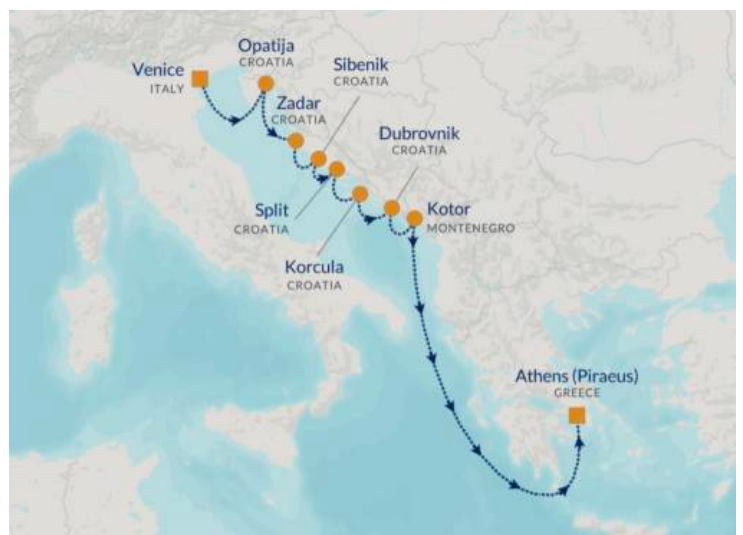 Venice
ITALY
Opatija
CROATIA
Sibenik
CROATIA
Zadar
CROATIA
Dubrovnik
CROATIA
Split
CROATIA
Kotor
MONTENEGRO
Korcula
CROATIA
Athens (Piraeus)
GREECE